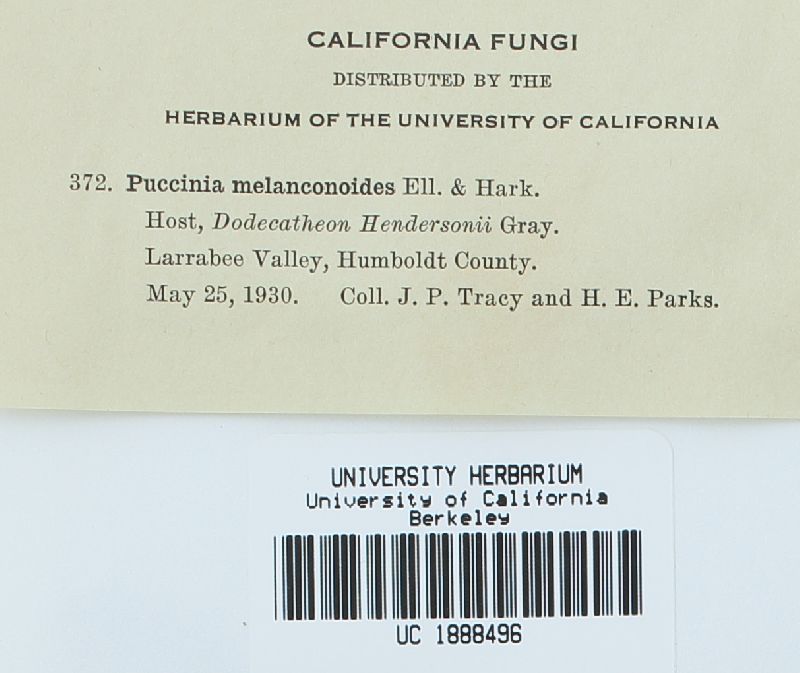 CALIFORNIA FUNGI
DISTRIBUTED BY THE
HERBARIUM OF THE UNIVERSITY OF CALIFORNIA
372. Puccinia melanconoides Ell. & Hark.
Host, Dodecatheon Hendersonii Gray.
Larrabee Valley, Humboldt County.
May 25, 1930. Coll. J. P. Tracy and H. E. Parks.
UNIVERSITY HERBARIUM
University of California
Berkeley
UC 1888496